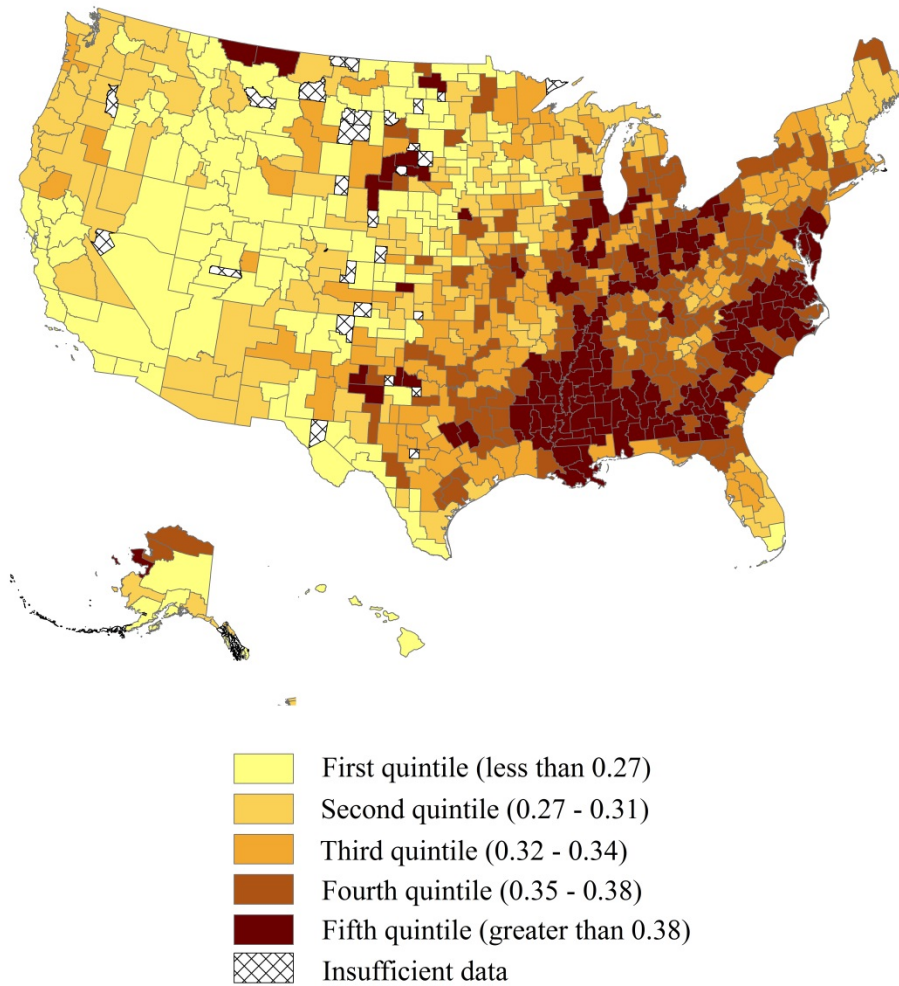 First quintile (less than 0.27)
Second quintile (0.27 - 0.31)
Third quintile (0.32 - 0.34)
Fourth quintile (0.35 - 0.38)
Fifth quintile (greater than 0.38)
Insufficient data